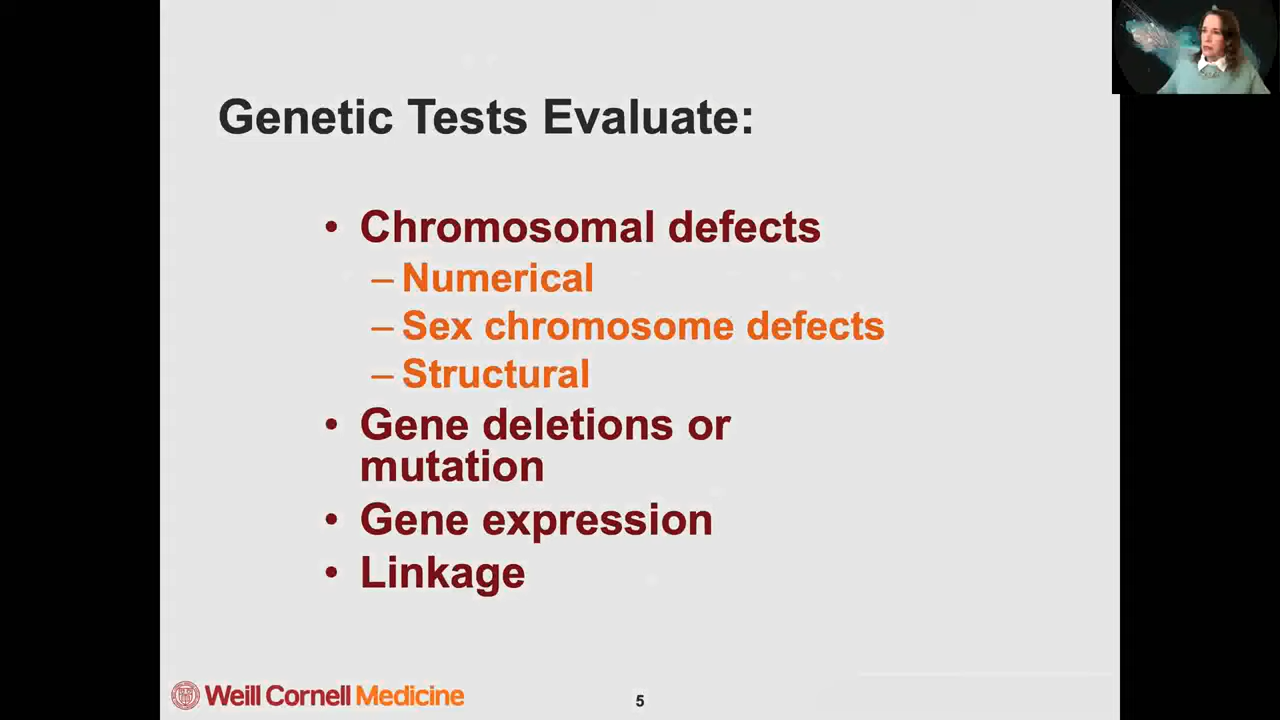 Genetic Tests Evaluate:
• Chromosomal defects
– Numerical
– Sex chromosome defects
– Structural
• Gene deletions or
mutation
• Gene expression
• Linkage
Weill Cornell Medicine
5